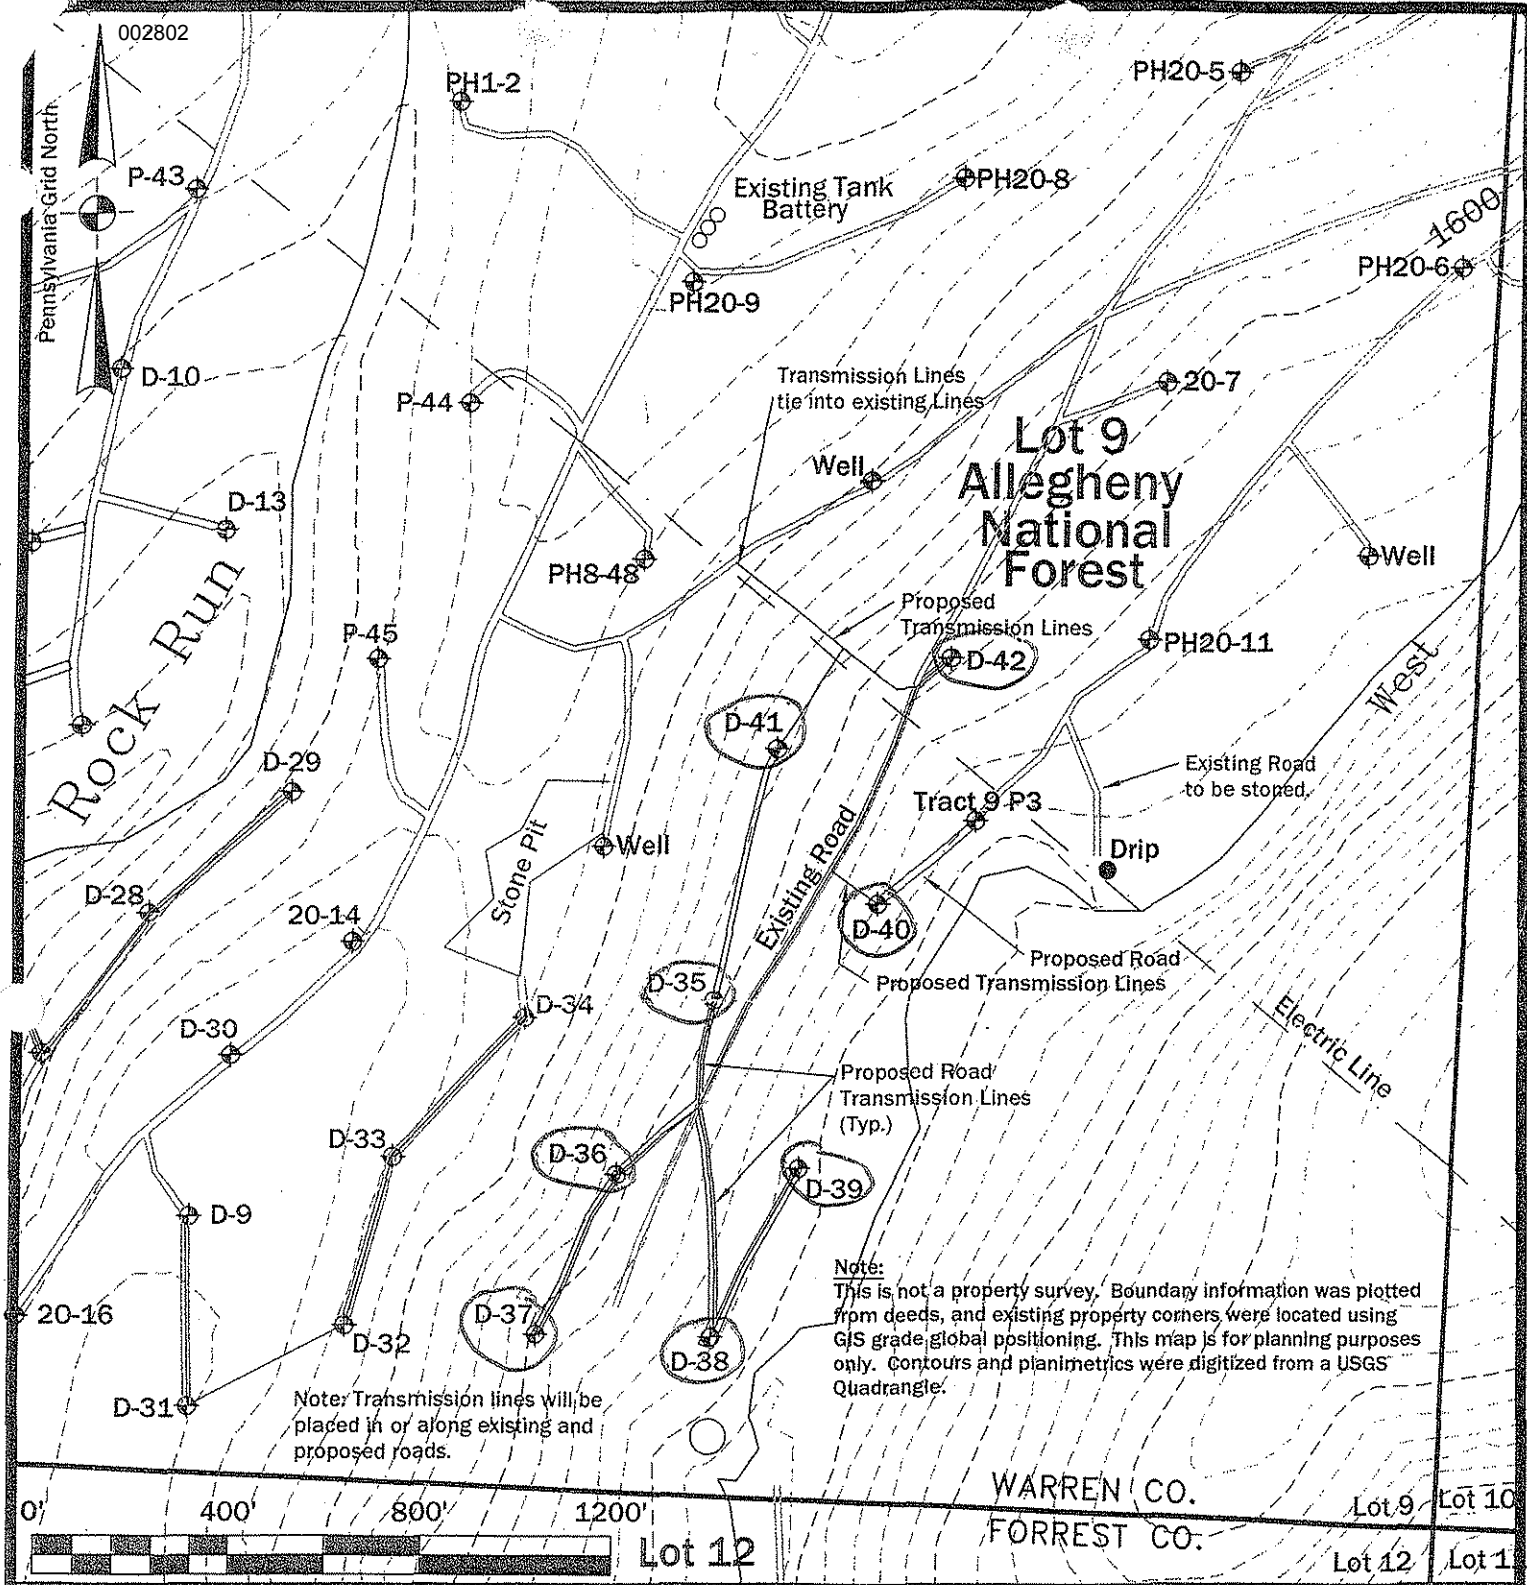 002802
Pennsylvania Grid North
PH1-2
PH20-5
P-43
PH20-8
Existing Tank
Battery
1600
PH20-6
PH20-9
D-10
P-44
Transmission Lines
tie into existing Lines
20-7
Lot 9
Allegheny
National
Forest
Well
D-13
PH8-48
Well
Proposed
Transmission Lines
Rock Run
P-45
D-42
PH20-11
West
D-41
D-29
Existing Road
to be stoned.
Tract 9 P3
Existing Road
Stone Pit
Well
Drip
D-28
20-14
D-40
Proposed Road
Proposed Transmission Lines
D-35
D-34
D-30
Electric Line
Proposed Road
Transmission Lines
(Typ.)
D-33
D-36
D-39
D-9
Note:
This is not a property survey. Boundary information was plotted
from deeds, and existing property corners were located using
GIS grade global positioning. This map is for planning purposes
only. Contours and planimetrics were digitized from a USGS
Quadrangle.
20-16
D-37
D-32
D-38
D-31
Note: Transmission lines will be
placed in or along existing and
proposed roads.
WARREN CO.
FORREST CO.
Lot 9
Lot 10
0'
400'
800'
1200'
Lot 12
Lot 12
Lot 1